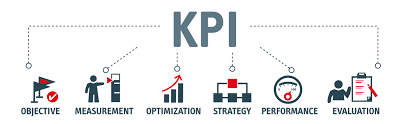 KPI
OBJECTIVE MEASUREMENT OPTIMIZATION STRATEGY PERFORMANCE EVALUATION